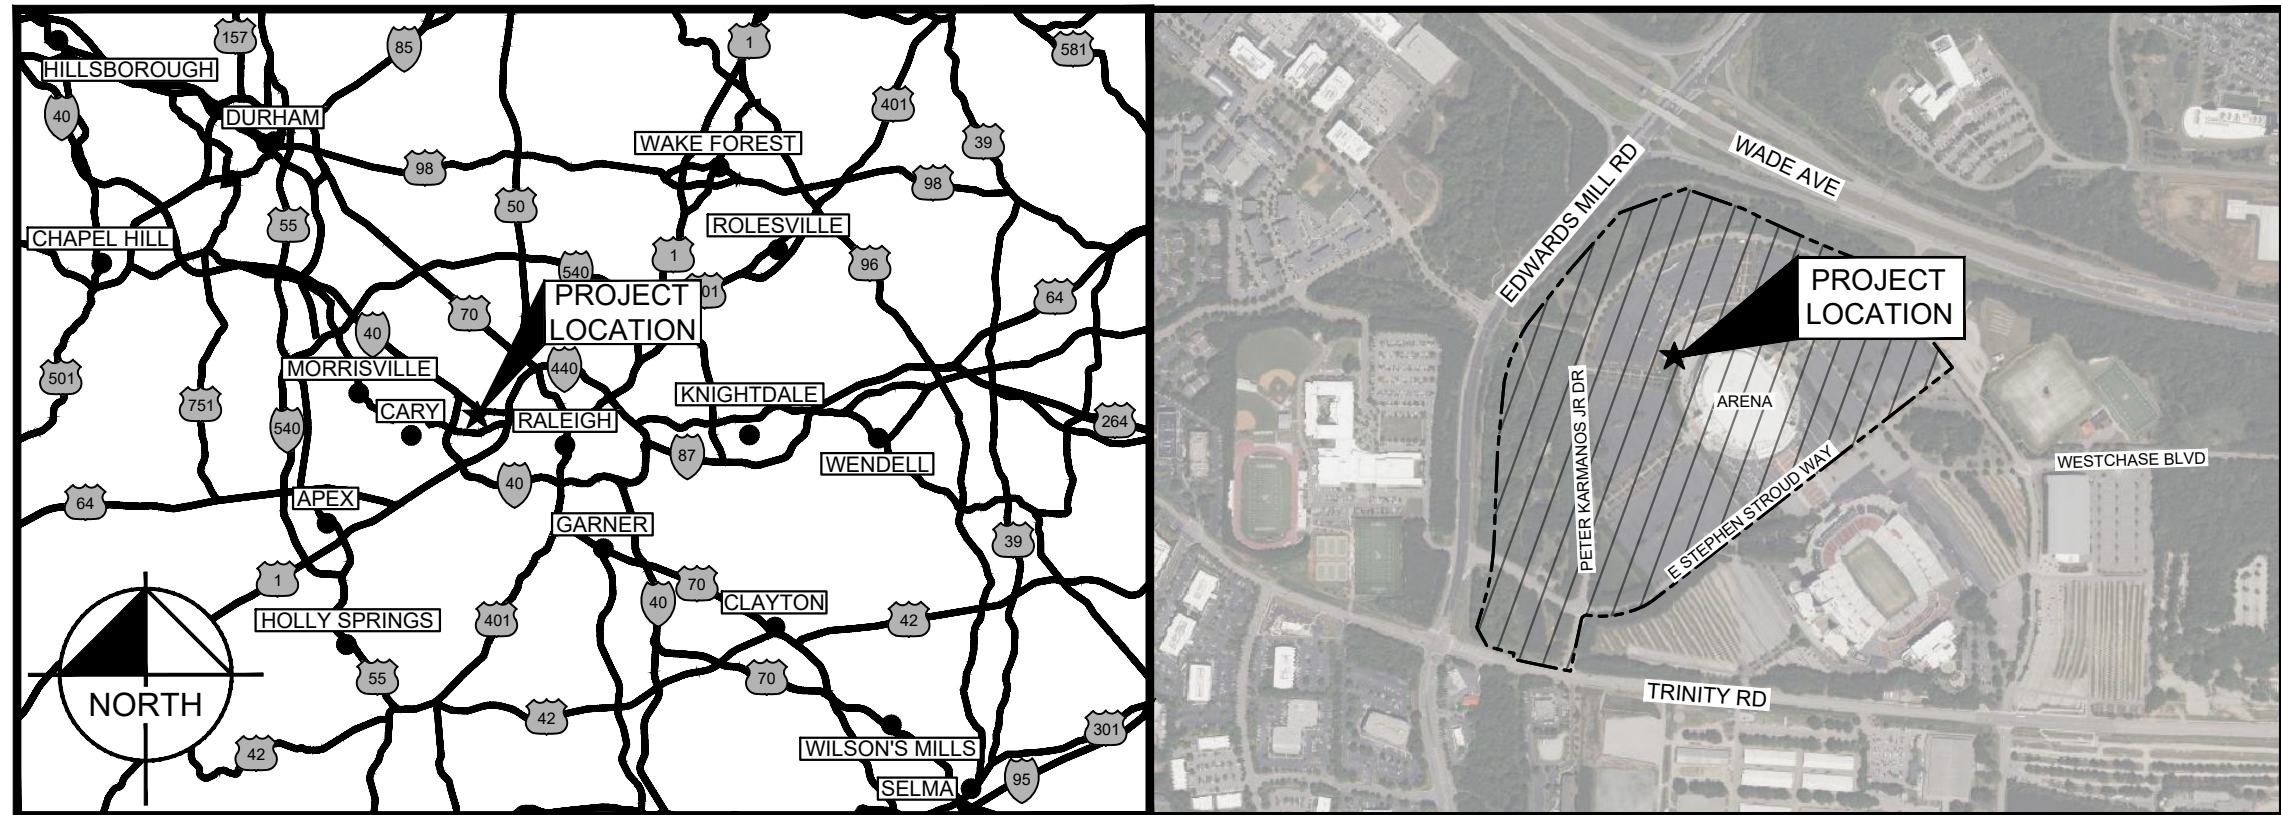 157
85
1
581
HILLSBOROUGH
40
DURHAM
401
39
WAKE FOREST
98
98
50
55
CHAPEL HILL
ROLESVILLE
1
96
540
01
64
PROJECT
LOCATION
70
40
440
MORRISVILLE
501
751
CARY
KNIGHTDALE
RALEIGH
540
264
87
WENDELL
40
64
APEX
GARNER
39
1
70
40
CLAYTON
HOLLY SPRINGS
401
42
55
70
NORTH
42
301
42
WILSON'S MILLS
95
SELMA
WADE AVE
EDWARDS MILL RD
PROJECT
LOCATION
PETER KARMANOS JR DR
ARENA
E STEPHEN STROUD WAY
WESTCHASE BLVD
TRINITY RD